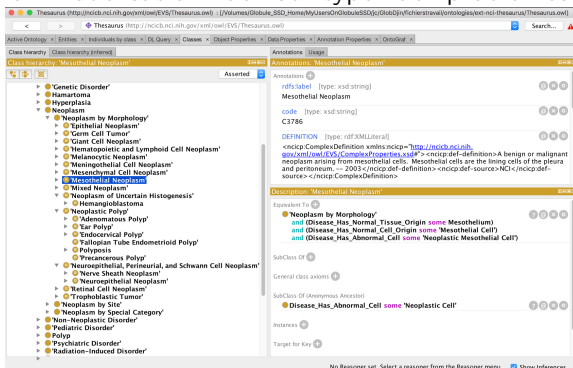 Thesaurus (http://ncicb.nci.nih.gov/xml/owl/EVS/Thesaurus.owl) : [/Volumes/Globule_SSD_Home/MyUsersOnGlobuleSSD/jc/GlobDjin/fichierstravail/ontologies/ext-nci-thesaurus/Thesaurus.owl]
< > Thesaurus (http://ncicb.nci.nih.gov/xml/owl/EVS/Thesaurus.owl) Search...
Active Ontology × Entities × Individuals by class × DL Query × Classes × Object Properties × Data Properties × Annotation Properties × OntoGraf ×
Class hierarchy Class hierarchy (inferred)
Class hierarchy: 'Mesothelial Neoplasm'
Asserted
'Genetic Disorder'
Hamartoma
Hyperplasia
Neoplasm
'Neoplasm by Morphology'
'Epithelial Neoplasm'
'Germ Cell Tumor'
'Giant Cell Neoplasm'
'Hematopoietic and Lymphoid Cell Neoplasm'
'Melanocytic Neoplasm'
'Meningothelial Cell Neoplasm'
'Mesenchymal Cell Neoplasm'
'Mesothelial Neoplasm'
'Mixed Neoplasm'
'Neoplasm of Uncertain Histogenesis'
Hemangioblastoma
'Neoplastic Polyp'
'Adenomatous Polyp'
'Ear Polyp'
'Endocervical Polyp'
'Fallopian Tube Endometrioid Polyp'
Polyposis
'Precancerous Polyp'
'Neuroepithelial, Perineurial, and Schwann Cell Neoplasm'
'Nerve Sheath Neoplasm'
'Neuroepithelial Neoplasm'
'Retinal Cell Neoplasm'
'Trophoblastic Tumor'
'Neoplasm by Site'
'Neoplasm by Special Category'
'Non-Neoplastic Disorder'
'Pediatric Disorder'
Polyp
'Psychiatric Disorder'
'Radiation-Induced Disorder'
Annotations Usage
Annotations: 'Mesothelial Neoplasm'
Annotations
rdfs:label [type: xsd:string]
Mesothelial Neoplasm
code [type: xsd:string]
C3786
DEFINITION [type: rdf:XMLLiteral]
<ncicp:ComplexDefinition xmlns:ncicp="http://ncicb.nci.nih.
gov/xml/owl/EVS/ComplexProperties.xsd#"><ncicp:def-definition>A benign or malignant
neoplasm arising from mesothelial cells. Mesothelial cells are the lining cells of the pleura
and peritoneum. -- 2003</ncicp:def-definition><ncicp:def-source>NCI</ncicp:def-
source></ncicp:ComplexDefinition>
Description: 'Mesothelial Neoplasm'
Equivalent To
'Neoplasm by Morphology'
and (Disease_Has_Normal_Tissue_Origin some Mesothelium)
and (Disease_Has_Normal_Cell_Origin some 'Mesothelial Cell')
and (Disease_Has_Abnormal_Cell some 'Neoplastic Mesothelial Cell')
SubClass Of
General class axioms
SubClass Of (Anonymous Ancestor)
Disease_Has_Abnormal_Cell some 'Neoplastic Cell'
Instances
Target for Key
No Reasoner set. Select a reasoner from the Reasoner menu Show Inferences